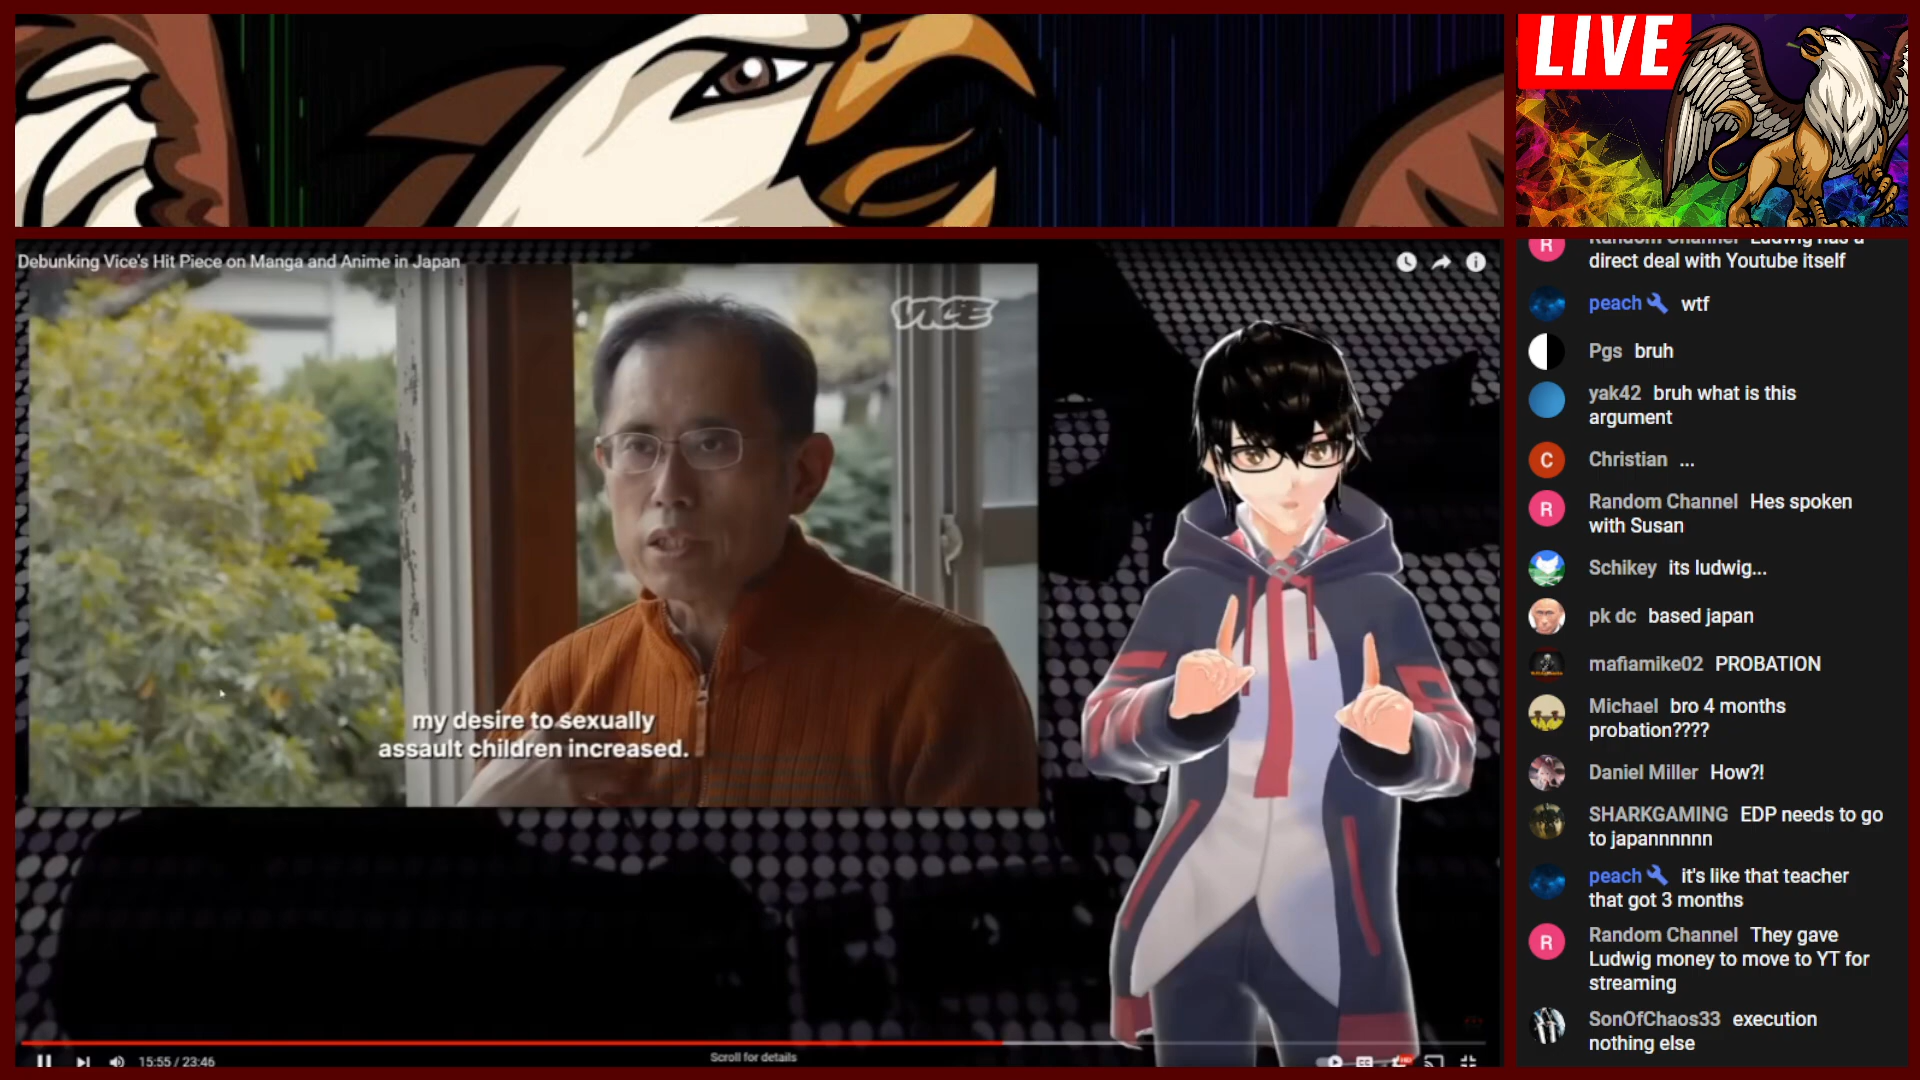 LIVE
Debunking Vice's Hit Piece on Manga and Anime in Japan
VICE
my desire to sexually
assault children increased.
15:55 / 23:46
Scroll for details
R
Random Channel Ludwig has a
direct deal with Youtube itself
peach wtf
Pgs bruh
yak42 bruh what is this
argument
C
Christian ...
R
Random Channel Hes spoken
with Susan
Schikey its ludwig...
pk dc based japan
mafiamike02 PROBATION
Michael bro 4 months
probation????
Daniel Miller How?!
SHARKGAMING EDP needs to go
to japannnnnn
peach it's like that teacher
that got 3 months
R
Random Channel They gave
Ludwig money to move to YT for
streaming
SonOfChaos33 execution
nothing else